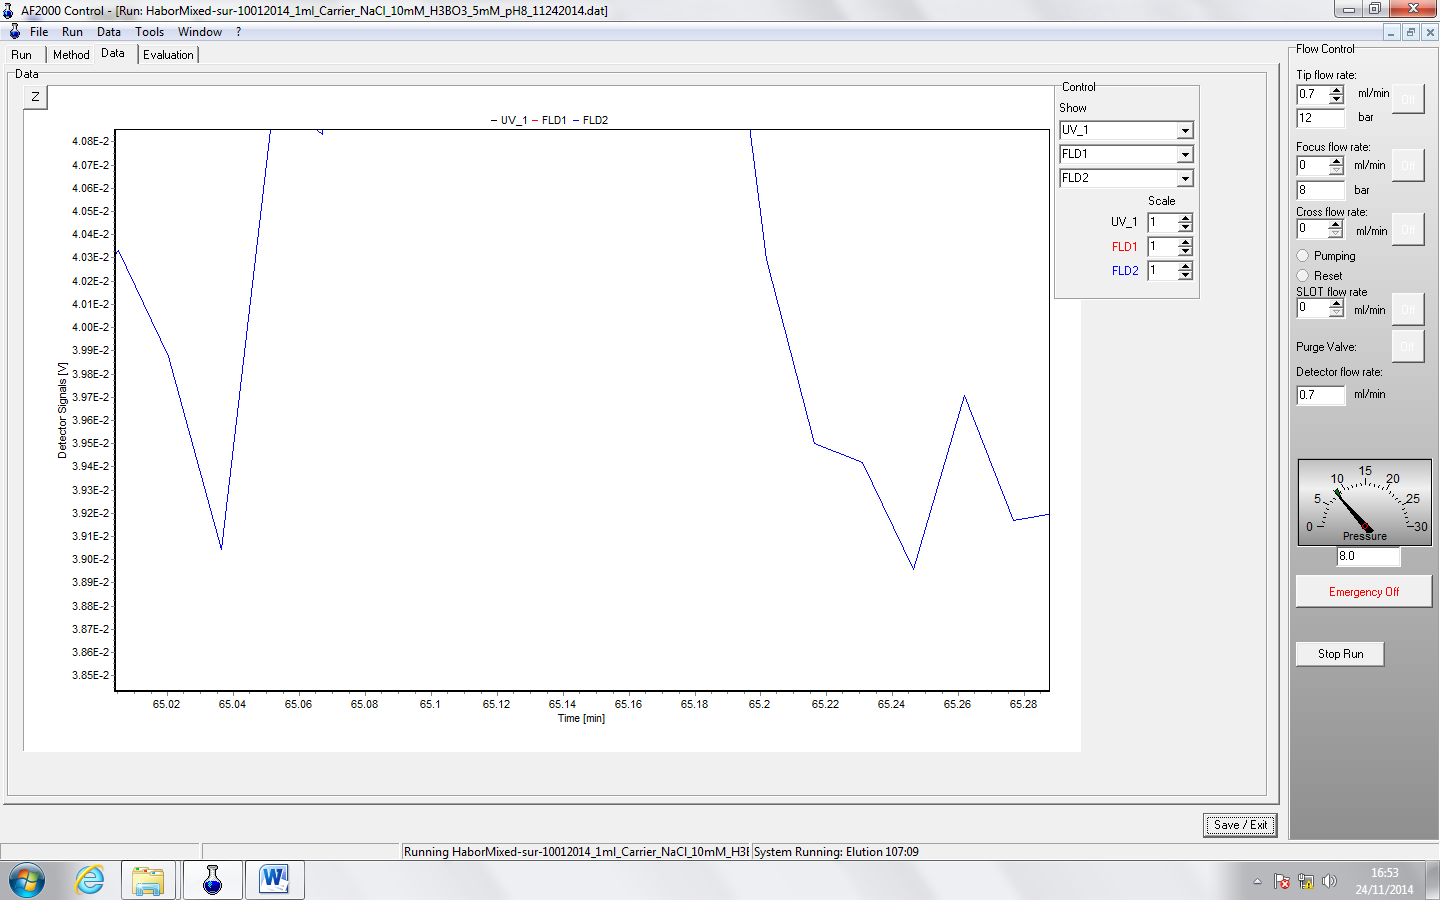 AF2000 Control - [Run: HaborMixed-sur-10012014_1ml_Carrier_NaCl_10mM_H3BO3_5mM_pH8_11242014.dat]
File Run Data Tools Window ?
Run Method Data Evaluation
Data
Z
UV_1 FLD1 FLD2
4.08E-2
4.07E-2
4.06E-2
4.05E-2
4.04E-2
4.03E-2
4.02E-2
4.01E-2
4.00E-2
3.99E-2
3.98E-2
3.97E-2
3.96E-2
3.95E-2
3.94E-2
3.93E-2
3.92E-2
3.91E-2
3.90E-2
3.89E-2
3.88E-2
3.87E-2
3.86E-2
3.85E-2
Detector Signals [V]
65.02 65.04 65.06 65.08 65.1 65.12 65.14 65.16 65.18 65.2 65.22 65.24 65.26 65.28
Time [min]
Control
Show
UV_1
FLD1
FLD2
Scale
UV_1 1
FLD1 1
FLD2 1
Flow Control
Tip flow rate:
0.7 ml/min Off
12 bar
Focus flow rate:
0 ml/min Off
8 bar
Cross flow rate:
0 ml/min Off
Pumping
Reset
SLOT flow rate
0 ml/min Off
Purge Valve: Off
Detector flow rate:
0.7 ml/min
0 5 10 15 20 25 30
Pressure
8.0
Emergency Off
Stop Run
Save / Exit
Running HaborMixed-sur-10012014_1ml_Carrier_NaCl_10mM_H3B
System Running: Elution 107:09
16:53
24/11/2014